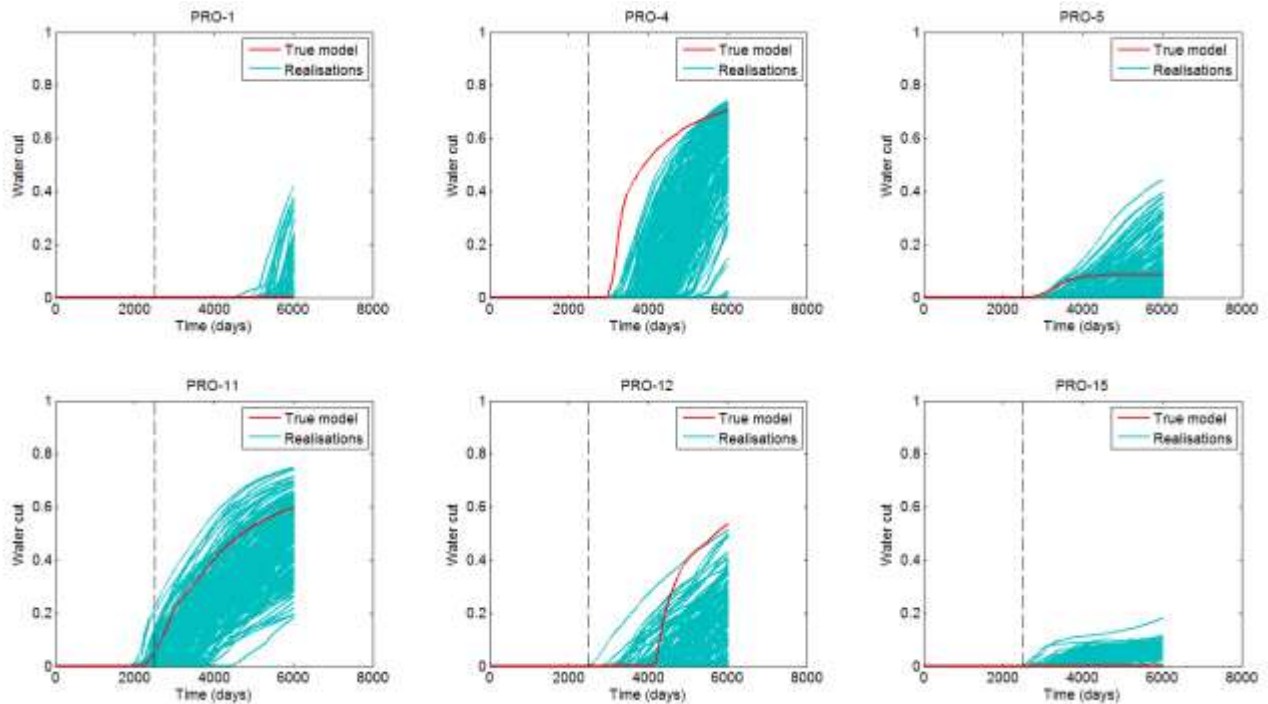 PRO-1
1
0.8
0.6
0.4
0.2
0
Water cut
True model
Realisations
0 2000 4000 6000 8000
Time (days)
PRO-4
1
0.8
0.6
0.4
0.2
0
Water cut
True model
Realisations
0 2000 4000 6000 8000
Time (days)
PRO-5
1
0.8
0.6
0.4
0.2
0
Water cut
True model
Realisations
0 2000 4000 6000 8000
Time (days)
PRO-11
1
0.8
0.6
0.4
0.2
0
Water cut
True model
Realisations
0 2000 4000 6000 8000
Time (days)
PRO-12
1
0.8
0.6
0.4
0.2
0
Water cut
True model
Realisations
0 2000 4000 6000 8000
Time (days)
PRO-15
1
0.8
0.6
0.4
0.2
0
Water cut
True model
Realisations
0 2000 4000 6000 8000
Time (days)